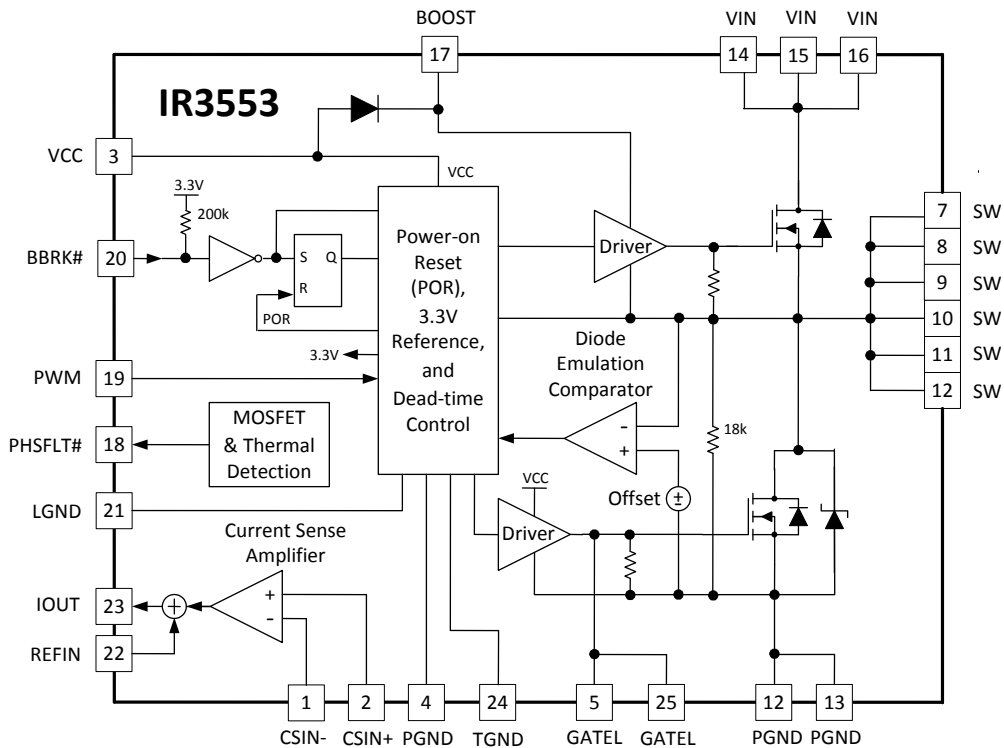 BOOST
VIN
VIN
VIN
17
14
15
16
IR3553
VCC
3
VCC
3.3V
200k
BBRK#
20
S
Q
R
POR
3.3V
PWM
19
PHSFLT#
18
MOSFET
& Thermal
Detection
LGND
21
Power-on
Reset
(POR),
3.3V
Reference,
and
Dead-time
Control
Driver
7
SW
8
SW
9
SW
10
SW
11
SW
12
SW
Diode
Emulation
Comparator
-
+
18k
Offset
±
VCC
Driver
Current Sense
Amplifier
+
-
IOUT
23
+
REFIN
22
1
2
4
24
5
25
12
13
CSIN-
CSIN+
PGND
TGND
GATEL
GATEL
PGND
PGND